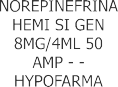 NOREPINEFRINA
HEMI SI GEN
8MG/4ML 50
AMP - -
HYPOFARMA